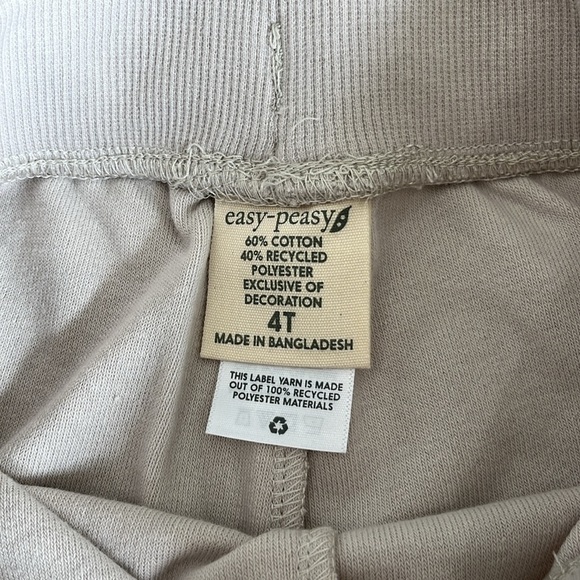 easy-peasy
60% COTTON
40% RECYCLED
POLYESTER
EXCLUSIVE OF
DECORATION
4T
MADE IN BANGLADESH
THIS LABEL YARN IS MADE
OUT OF 100% RECYCLED
POLYESTER MATERIALS